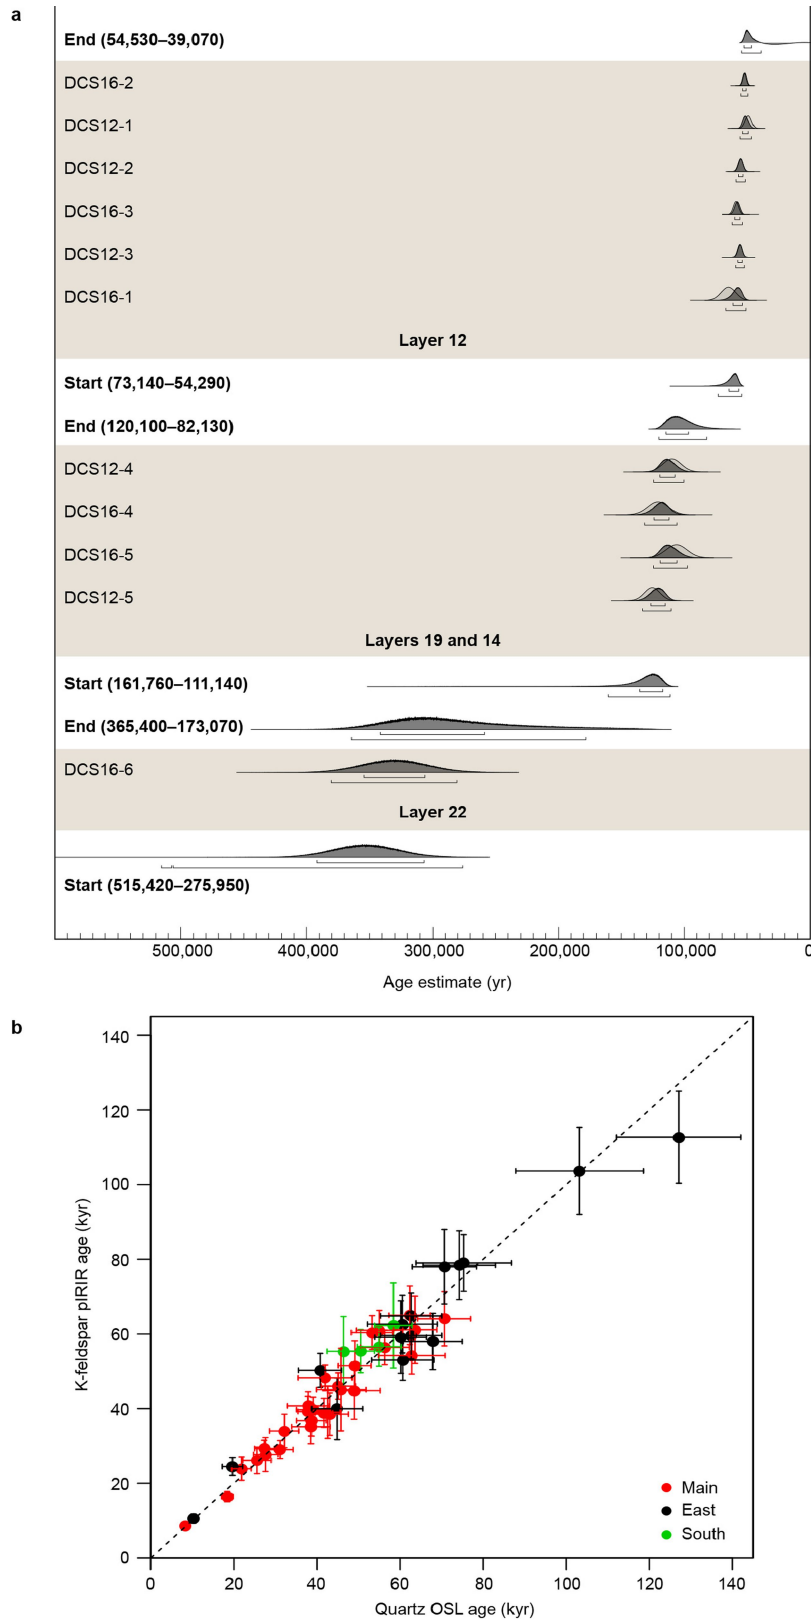 a
End (54,530–39,070)
DCS16-2
DCS12-1
DCS12-2
DCS16-3
DCS12-3
DCS16-1
Layer 12
Start (73,140–54,290)
End (120,100–82,130)
DCS12-4
DCS16-4
DCS16-5
DCS12-5
Layers 19 and 14
Start (161,760–111,140)
End (365,400–173,070)
DCS16-6
Layer 22
Start (515,420–275,950)
500,000 400,000 300,000 200,000 100,000 0
Age estimate (yr)
b
140
120
100
80
60
40
20
0
K-feldspar pIRIR age (kyr)
Main
East
South
0 20 40 60 80 100 120 140
Quartz OSL age (kyr)